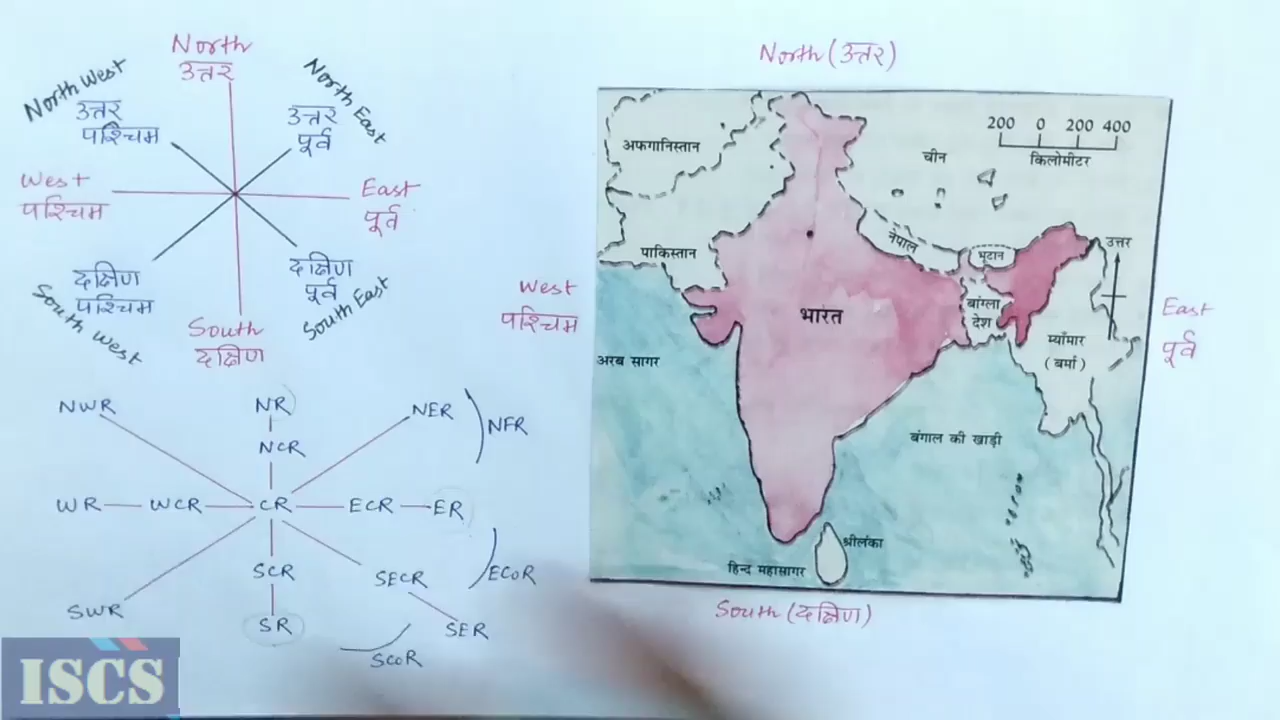 North
उत्तर
North West
उत्तर
पश्चिम
North East
उत्तर
पूर्व
West
पश्चिम
East
पूर्व
दक्षिण
पश्चिम
South West
दक्षिण
पूर्व
South East
South
दक्षिण
NWR
NR
NER
NFR
NCR
WR
WCR
CR
ECR
ER
SCR
SECR
ECoR
SWR
SR
SER
SCoR
North (उत्तर)
अफगानिस्तान
200 0 200 400
किलोमीटर
चीन
पाकिस्तान
नेपाल
भूटान
उत्तर
West
पश्चिम
भारत
बांग्ला
देश
म्याँमार
(बर्मा)
East
पूर्व
अरब सागर
बंगाल की खाड़ी
श्रीलंका
हिन्द महासागर
South (दक्षिण)
ISCS